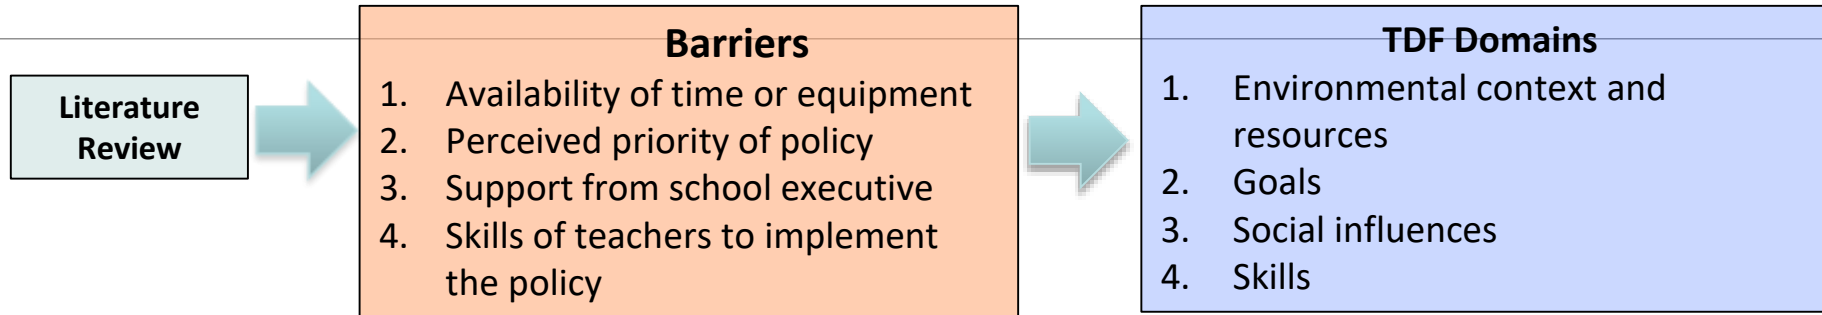 Literature
Review
Barriers
1. Availability of time or equipment
2. Perceived priority of policy
3. Support from school executive
4. Skills of teachers to implement
the policy
TDF Domains
1. Environmental context and
resources
2. Goals
3. Social influences
4. Skills